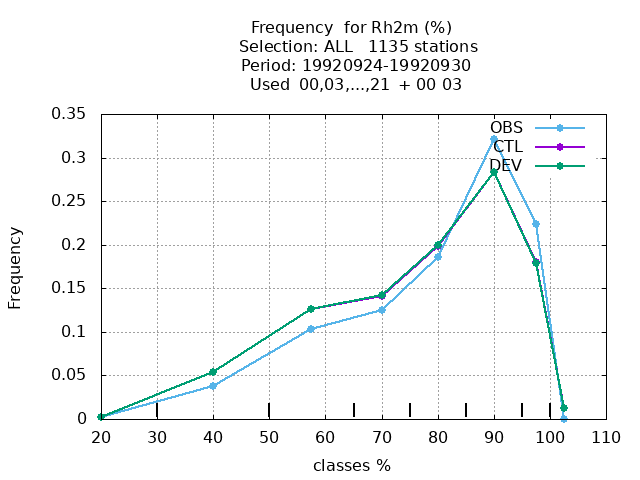 Frequency  for Rh2m (%)
Selection: ALL   1135 stations
Period: 19920924-19920930
Used  00,03,...,21  + 00 03
0.35
0.3
0.25
0.2
0.15
0.1
0.05
0
Frequency
OBS
CTL
DEV
20 30 40 50 60 70 80 90 100 110
classes %